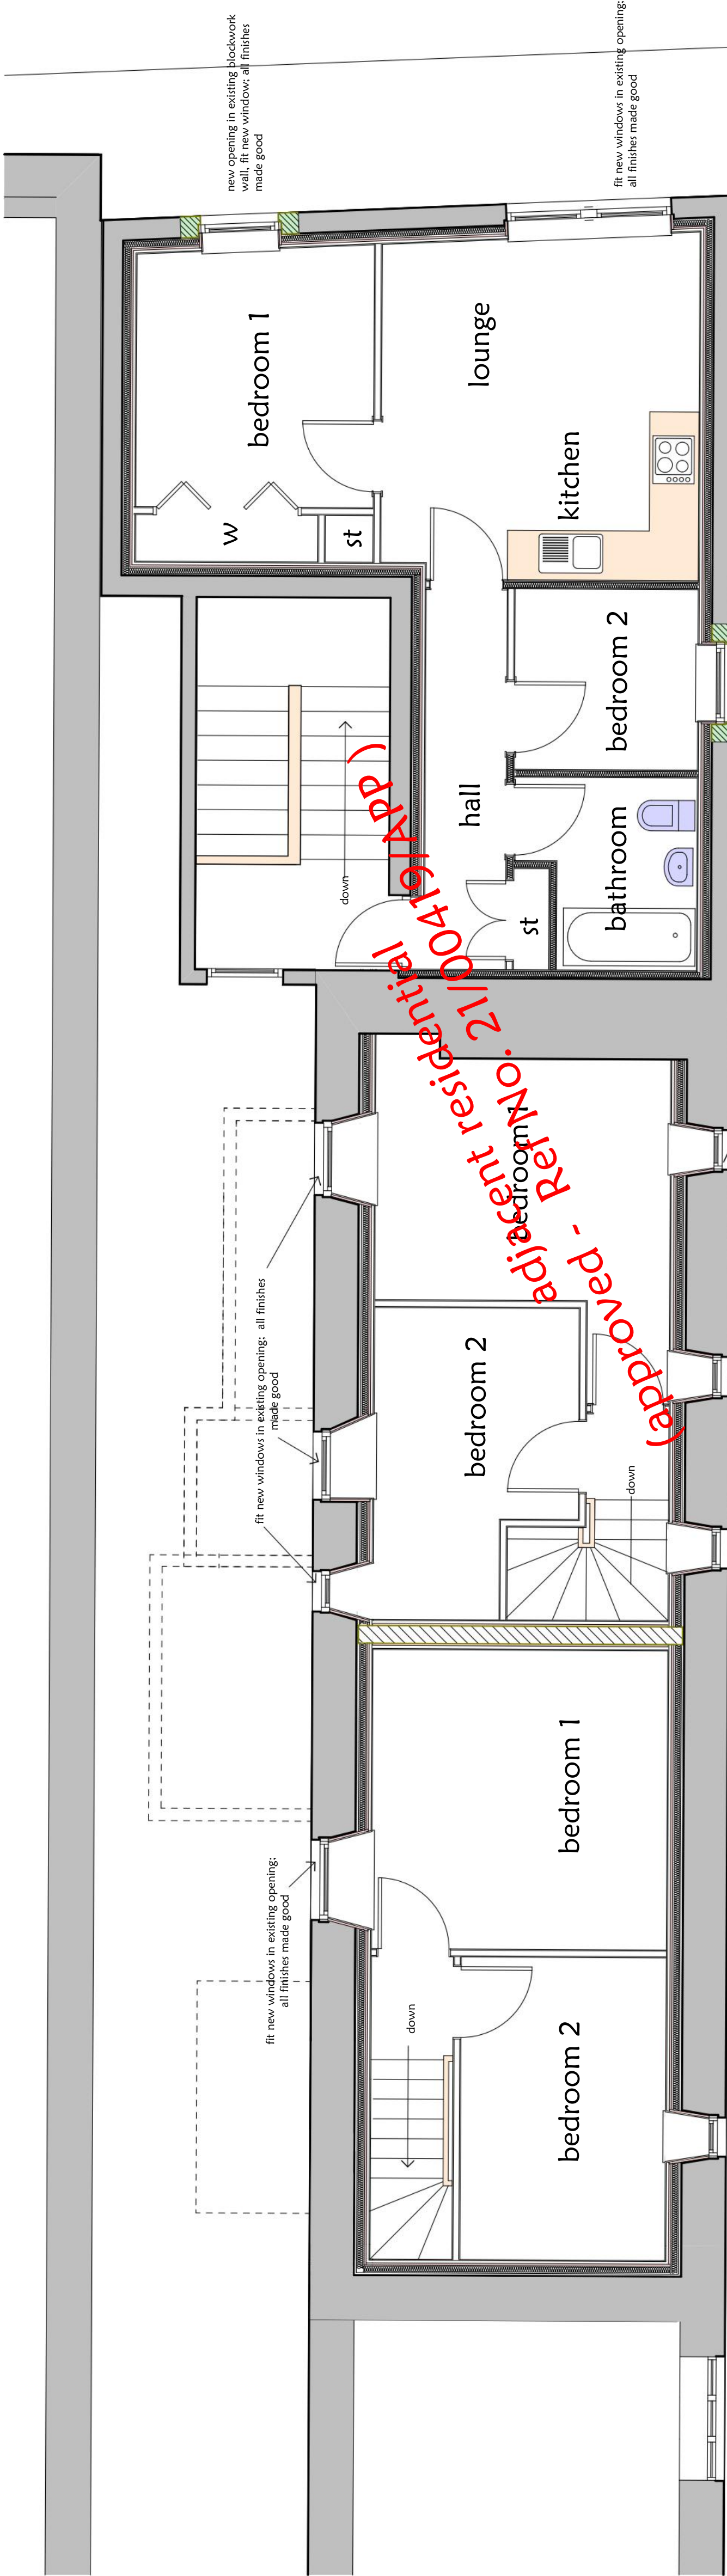 new opening in existing blockwork
wall, fit new window; all finishes
made good
fit new windows in existing opening;
all finishes made good
bedroom 1
lounge
kitchen
w
st
bedroom 2
hall
bathroom
st
down
adjacent residential
(approved - Ref No. 21/00419/APP )
bedroom 1
bedroom 2
down
fit new windows in existing opening; all finishes
made good
bedroom 1
bedroom 2
down
fit new windows in existing opening;
all finishes made good